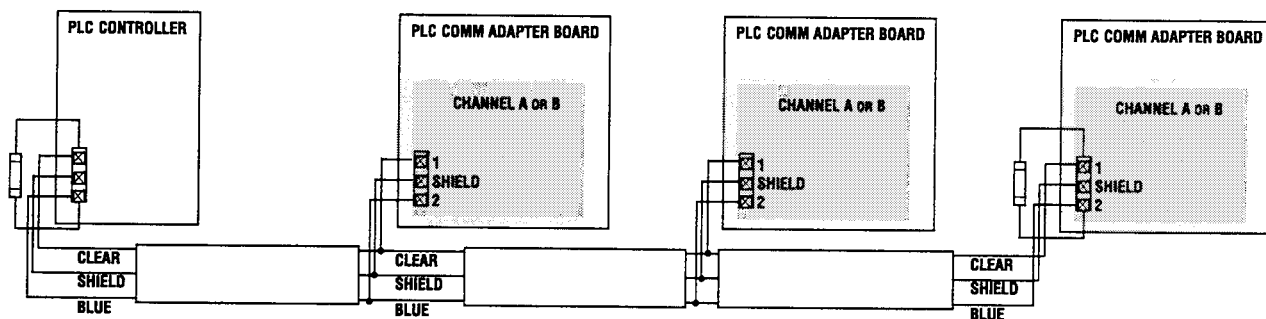 PLC CONTROLLER
PLC COMM ADAPTER BOARD
PLC COMM ADAPTER BOARD
PLC COMM ADAPTER BOARD
CHANNEL A OR B
CHANNEL A OR B
CHANNEL A OR B
1
SHIELD
2
1
SHIELD
2
1
SHIELD
2
CLEAR
SHIELD
BLUE
CLEAR
SHIELD
BLUE
CLEAR
SHIELD
BLUE